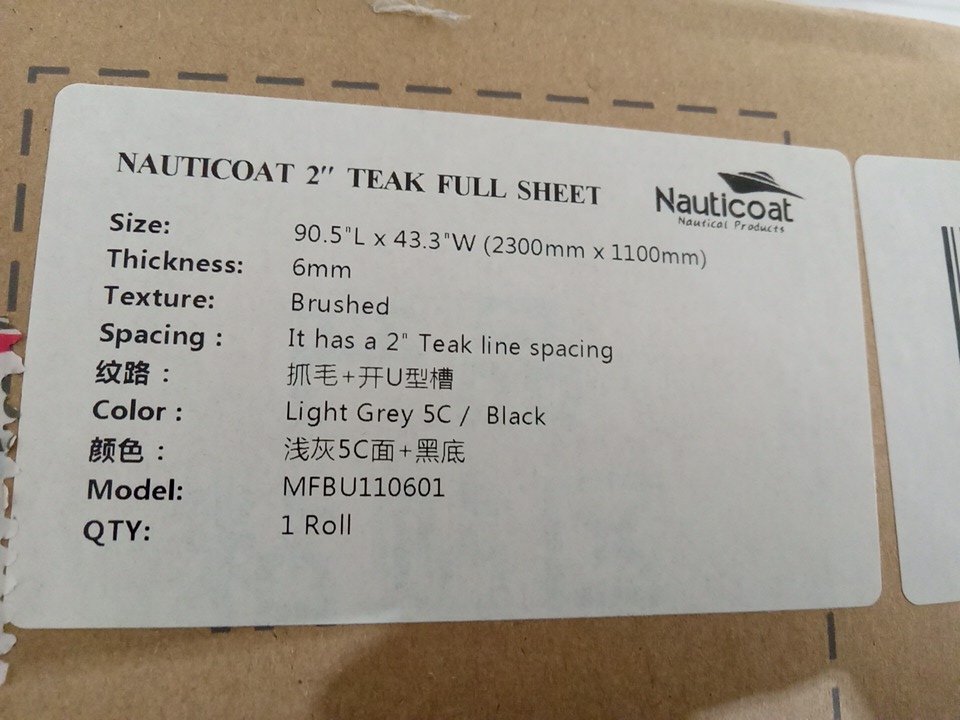 NAUTICOAT 2" TEAK FULL SHEET
Nauticoat
Nautical Products
Size: 90.5"L x 43.3"W (2300mm x 1100mm)
Thickness: 6mm
Texture: Brushed
Spacing : It has a 2" Teak line spacing
纹路 : 抓毛+开U型槽
Color : Light Grey 5C / Black
颜色 : 浅灰5C面+黑底
Model: MFBU110601
QTY: 1 Roll